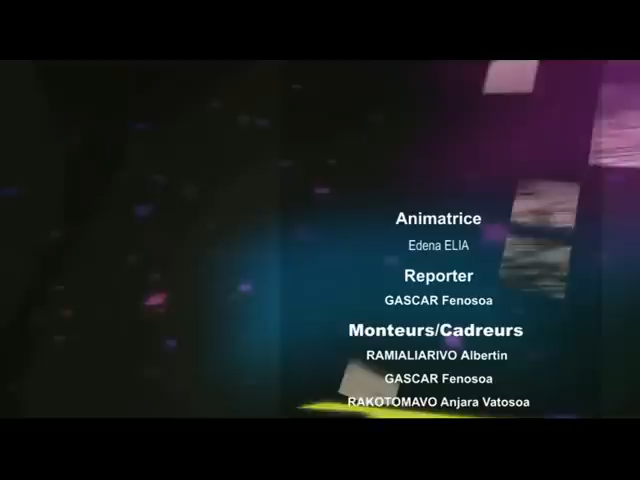 Animatrice
Edena ELIA
Reporter
GASCAR Fenosoa
Monteurs/Cadreurs
RAMIALIARIVO Albertin
GASCAR Fenosoa
RAKOTOMAVO Anjara Vatosoa